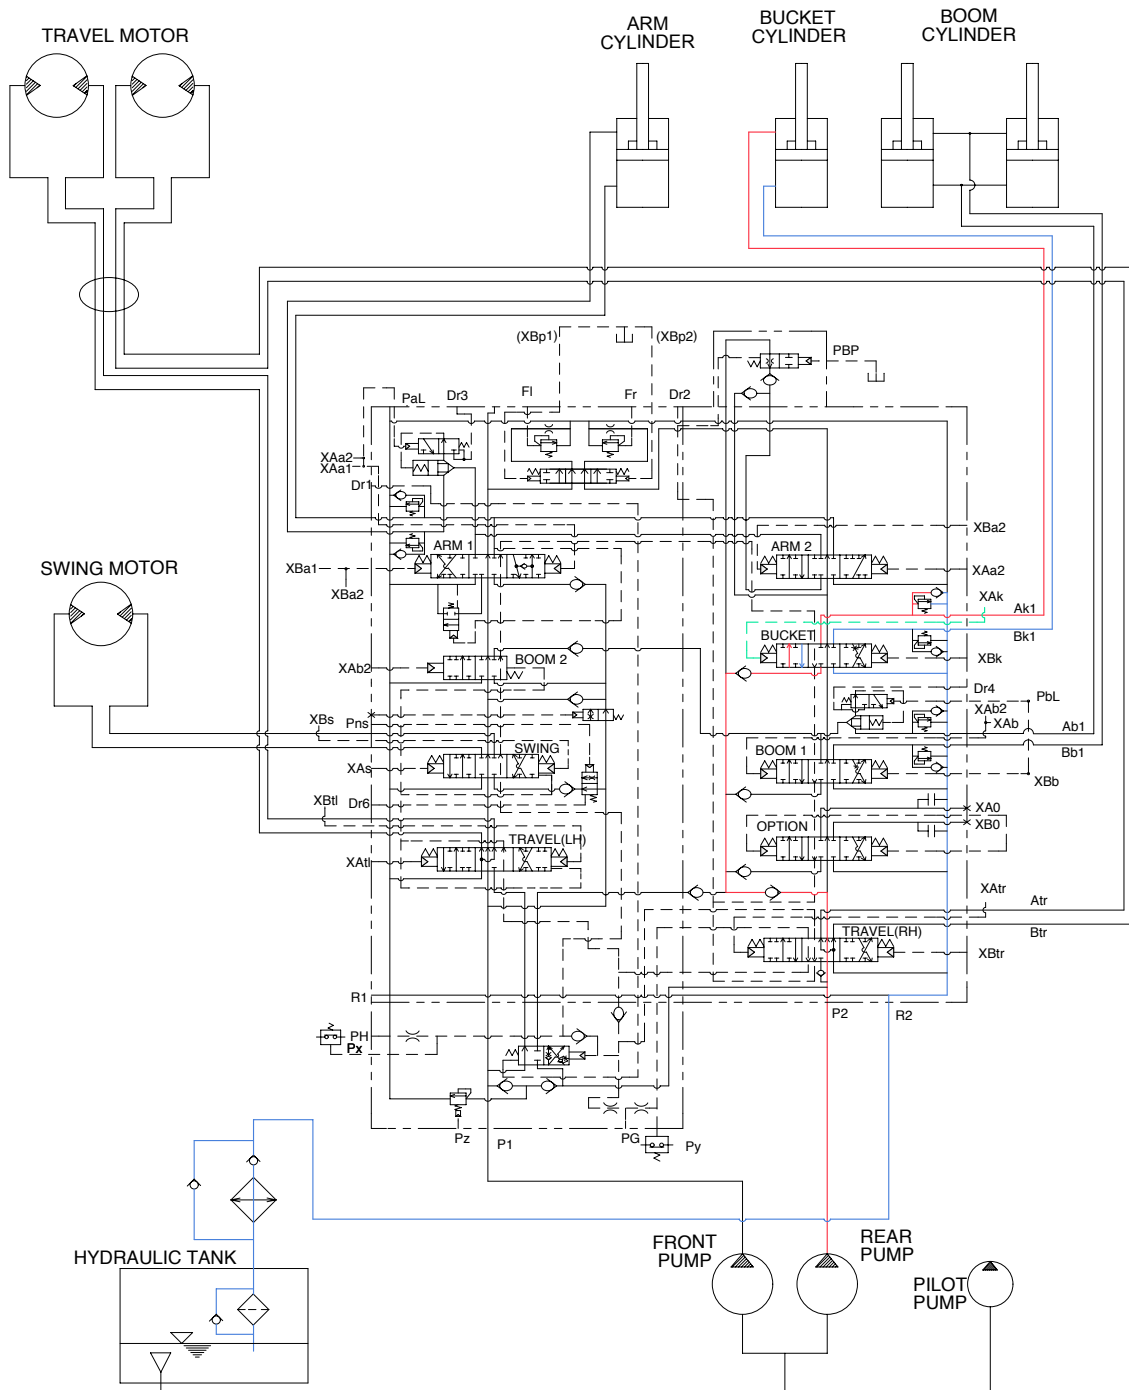 TRAVEL MOTOR
ARM
CYLINDER
BUCKET
CYLINDER
BOOM
CYLINDER
(XBp1)
(XBp2)
PBP
PaL
Dr3
Fl
Fr
Dr2
XAa2
XAa1
Dr1
XBa2
ARM 1
ARM 2
SWING MOTOR
XBa1
XBa2
XAa2
XAk
Ak1
Bk1
BUCKET
XAb2
BOOM 2
XBk
Dr4
PbL
XAb2
XAb
Ab1
XBs
Pns
SWING
BOOM 1
Bb1
XAs
XBb
XBtl
Dr6
XA0
XB0
OPTION
TRAVEL(LH)
XAtl
XAtr
Atr
TRAVEL(RH)
Btr
XBtr
R1
P2
R2
PH
Px
Pz
P1
PG
Py
HYDRAULIC TANK
FRONT
PUMP
REAR
PUMP
PILOT
PUMP